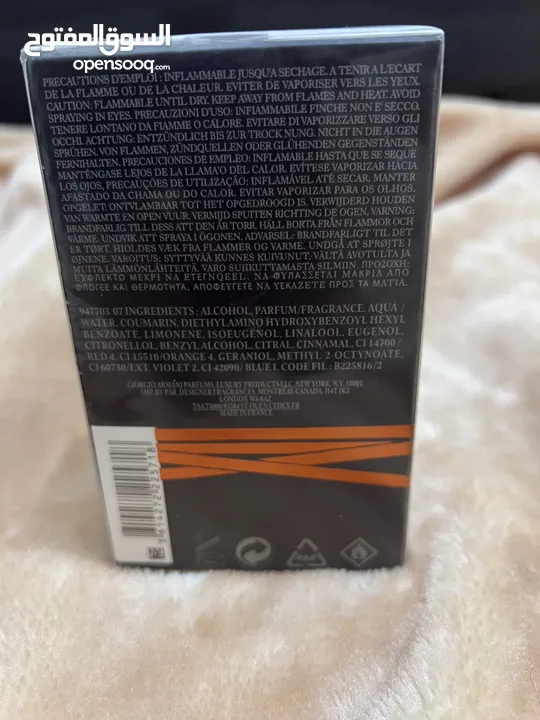 السوق المفتوح
opensooq.com
PRECAUTIONS D'EMPLOI : INFLAMMABLE JUSQU'A SECHAGE. A TENIR A L'ECART
DE LA FLAMME OU DE LA CHALEUR. EVITER DE VAPORISER VERS LES YEUX.
CAUTION: FLAMMABLE UNTIL DRY. KEEP AWAY FROM FLAMES AND HEAT. AVOID
SPRAYING IN EYES. PRECAUZIONI D'USO: INFIAMMABILE FINCHE NON E' SECCO.
TENERE LONTANO DA FIAMME O CALORE. EVITARE DI VAPORIZZARE VERSO GLI
OCCHI. ACHTUNG: ENTZÜNDLICH BIS ZUR TROCK NUNG. NICHT IN DIE AUGEN
SPRÜHEN. VON FLAMMEN, ZÜNDQUELLEN ODER GLÜHENDEN GEGENSTÄNDEN
FERNHALTEN. PRECAUCIONES DE EMPLEO: INFLAMABLE HASTA QUE SE SEQUE
MANTÉNGASE LEJOS DE LA LLAMA/O DEL CALOR. EVÍTESE VAPORIZAR HACIA
LOS OJOS. PRECAUÇÕES DE UTILIZAÇÃO: INFLAMÁVEL ATÉ SECAR. MANTER
AFASTADO DA CHAMA OU DO CALOR. EVITAR VAPORIZAR PARA OS OLHOS.
OPGELET: ONTVLAMBAAR TOT HET OPGEDROOGD IS. VERWIJDERD HOUDEN
VAN WARMTE EN OPEN VUUR. VERMIJD SPUITEN RICHTING DE OGEN. VARNING:
BRANDFARLIG TILL DESS ATT DEN ÄR TORR. HÅLL BORTA FRÅN FLAMMOR OCH
VÄRME. UNDVIK ATT SPRAYA I ÖGONEN. ADVARSEL: BRANDFARLIGT TIL DET
ER TØRT. HOLDES VÆK FRA FLAMMER OG VARME. UNDGÅ AT SPRØJTE I
ØJNENE. VAROITUS: SYTTYVÄÄ KUNNES KUIVUNUT. VÄLTÄ AVOTULTA JA
MUITA LÄMMÖNLÄHTEITÄ. VARO SUIHKUTTAMASTA SILMIIN. ΠΡΟΣΟΧΗ:
ΕΥΦΛΕΚΤΟ ΜΕΧΡΙ ΝΑ ΣΤΕΓΝΩΣΕΙ. ΝΑ ΦΥΛΑΣΣΕΤΑΙ ΜΑΚΡΙΑ ΑΠΟ
ΦΛΟΓΕΣ ΚΑΙ ΘΕΡΜΟΤΗΤΑ. ΑΠΟΦΕΥΓΕΤΕ ΝΑ ΨΕΚΑΖΕΤΕ ΠΡΟΣ ΤΑ ΜΑΤΙΑ.
947703 07 INGREDIENTS : ALCOHOL, PARFUM/FRAGRANCE, AQUA /
WATER, COUMARIN, DIETHYLAMINO HYDROXYBENZOYL HEXYL
BENZOATE, LIMONENE, ISOEUGENOL, LINALOOL, EUGENOL,
CITRONELLOL, BENZYL ALCOHOL, CITRAL, CINNAMAL, CI 14700 /
RED 4, CI 15510/ORANGE 4, GERANIOL, METHYL-2-OCTYNOATE,
CI 60730/EXT. VIOLET 2, CI 42090/ BLUE 1. CODE FIL : B225816/2
GIORGIO ARMANI PARFUMS LUXURY PRODUCTS LLC, NEW YORK, N.Y. 10001,
IMP. BY PAR. DESIGNER FRAGRANCES, MONTRÉAL CANADA, H4T 1K5
LONDON W6 8AZ
MADE IN FRANCE
3 614272 225718